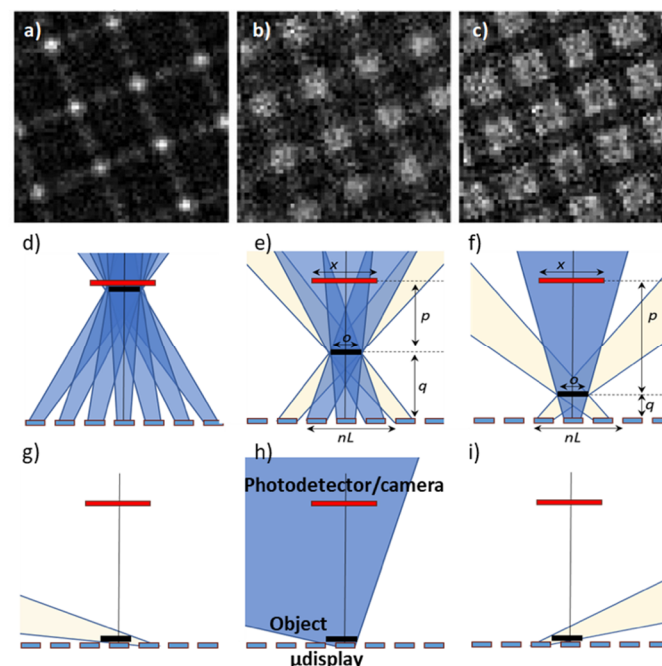 a)
b)
c)
d)
e)
f)
x
x
p
p
o
o
q
q
nL
nL
g)
h)
i)
Photodetector/camera
Object
μdisplay